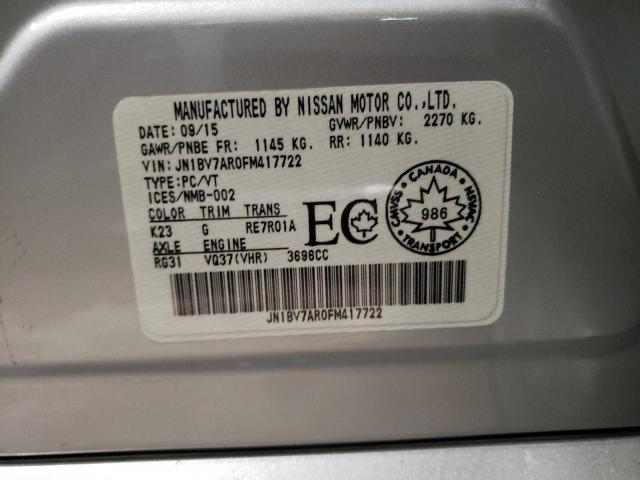 MANUFACTURED BY NISSAN MOTOR CO.,LTD.
DATE: 09/15 GVWR/PNBV: 2270 KG.
GAWR/PNBE FR: 1145 KG. RR: 1140 KG.
VIN: JN1BV7AR0FM417722
TYPE: PC/VT
ICES/NMB-002
COLOR TRIM TRANS
K23 G RE7R01A
AXLE ENGINE
RG31 VQ37(VHR) 3696CC
EC
CANADA
CMVSS 986 NSVAC
TRANSPORT
JN1BV7AR0FM417722